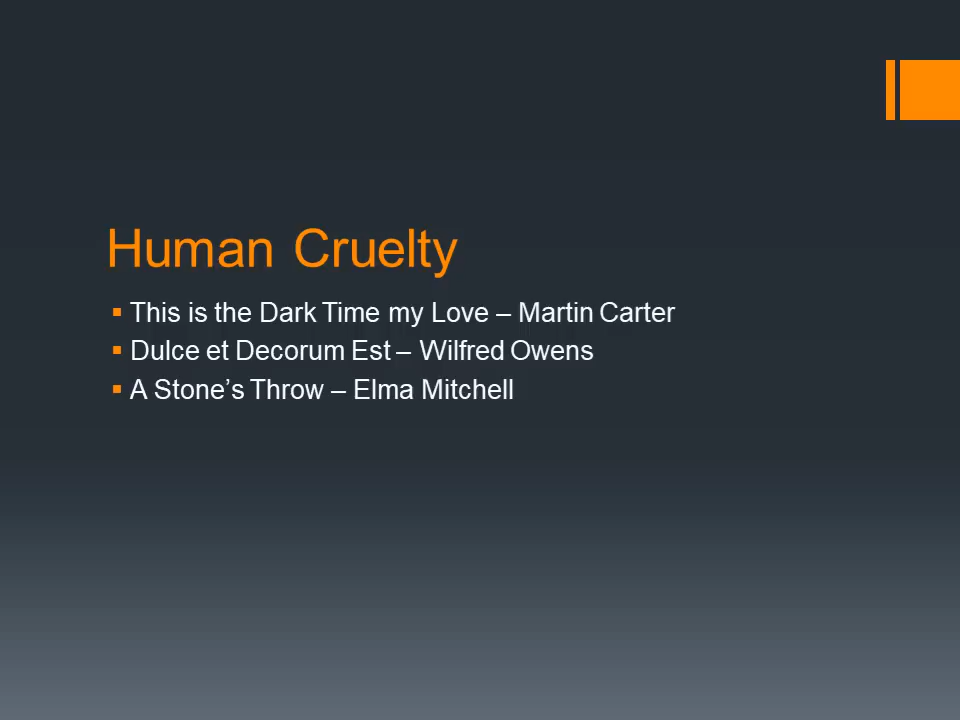 Human Cruelty
▪ This is the Dark Time my Love – Martin Carter
▪ Dulce et Decorum Est – Wilfred Owens
▪ A Stone’s Throw – Elma Mitchell